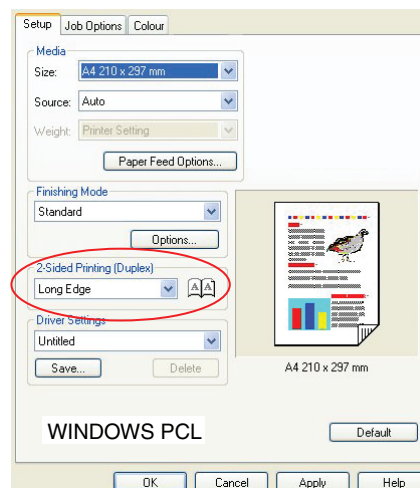 Setup Job Options Colour
Media
Size: A4 210 x 297 mm
Source: Auto
Weight: Printer Setting
Paper Feed Options...
Finishing Mode
Standard
Options...
2-Sided Printing (Duplex)
Long Edge A A
Driver Settings
Untitled
Save... Delete
A4 210 x 297 mm
WINDOWS PCL
Default
OK Cancel Apply Help